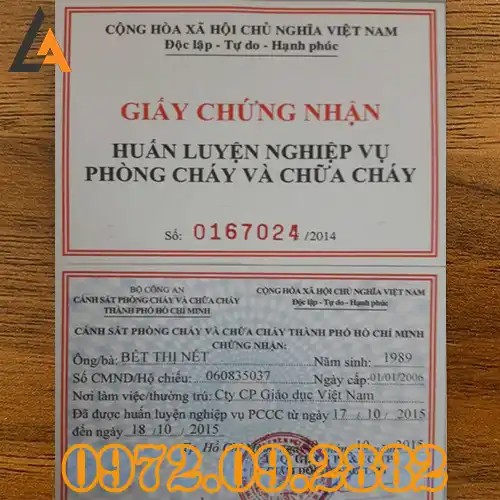 CỘNG HÒA XÃ HỘI CHỦ NGHĨA VIỆT NAM
Độc lập - Tự do - Hạnh phúc
GIẤY CHỨNG NHẬN
HUẤN LUYỆN NGHIỆP VỤ
PHÒNG CHÁY VÀ CHỮA CHÁY
Số: 0167024 /2014
BỘ CÔNG AN
CẢNH SÁT PHÒNG CHÁY VÀ CHỮA CHÁY
THÀNH PHỐ HỒ CHÍ MINH
CỘNG HÒA XÃ HỘI CHỦ NGHĨA VIỆT NAM
Độc lập - Tự do - Hạnh phúc
CẢNH SÁT PHÒNG CHÁY VÀ CHỮA CHÁY THÀNH PHỐ HỒ CHÍ MINH
CHỨNG NHẬN:
Ông/bà: BẾT THỊ NÉT Năm sinh: 1989
Số CMND/Hộ chiếu: 060835037 Ngày cấp: 01/01/2006
Nơi làm việc/thường trú: Cty CP Giáo dục Việt Nam
Đã được huấn luyện nghiệp vụ PCCC từ ngày 17 / 10 / 2015
đến ngày 18 / 10 / 2015
2015
0972.09.2882